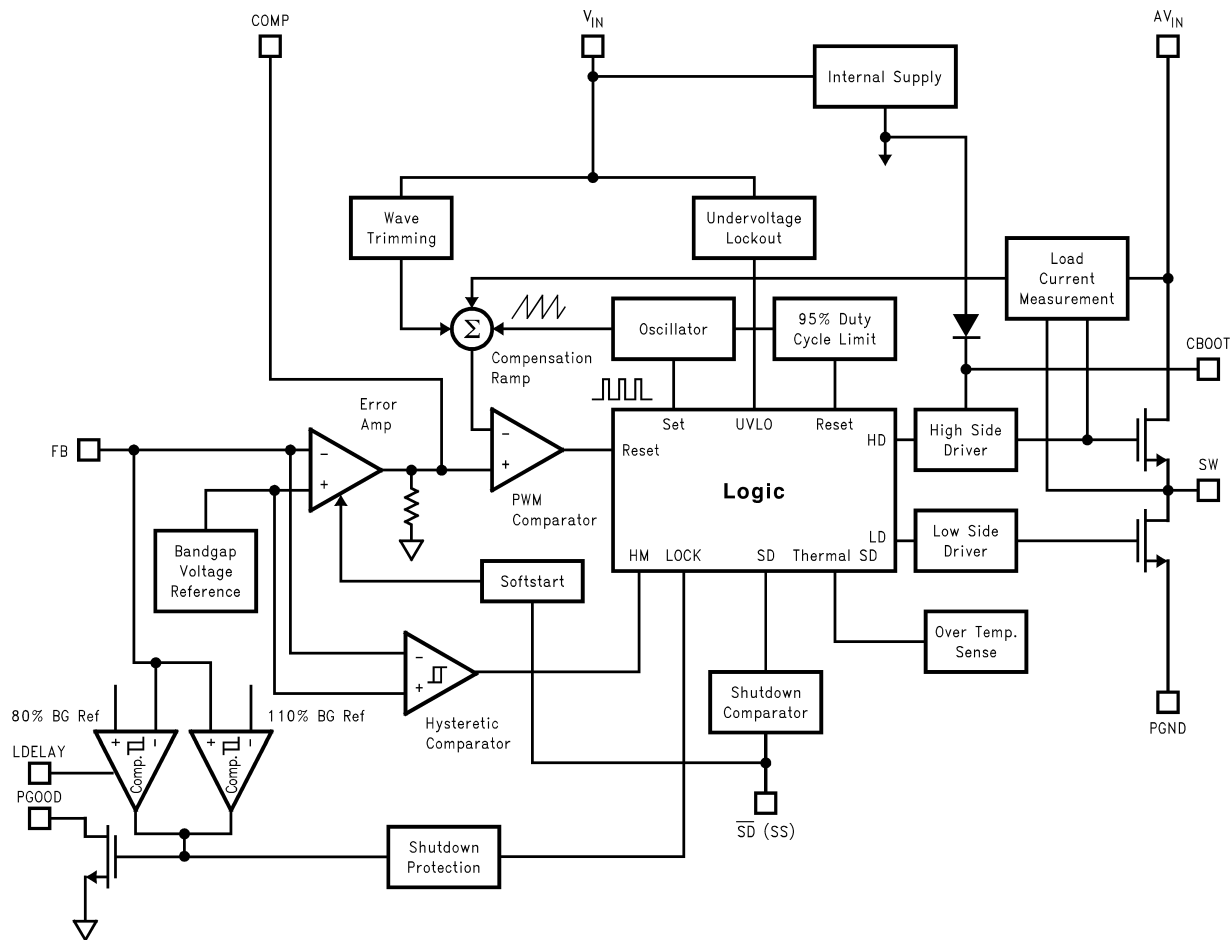 COMP
V_IN
AV_IN
Internal Supply
Wave
Trimming
Undervoltage
Lockout
Load
Current
Measurement
Σ
Oscillator
95% Duty
Cycle Limit
Compensation
Ramp
CBOOT
Error
Amp
FB
−
+
−
+
PWM
Comparator
Set
UVLO
Reset
Reset
HD
Logic
LD
HM
LOCK
SD
Thermal SD
High Side
Driver
SW
Low Side
Driver
Bandgap
Voltage
Reference
Softstart
Over Temp.
Sense
−
+
Hysteretic
Comparator
Shutdown
Comparator
PGND
80% BG Ref
110% BG Ref
+
−
Comp.
+
−
Comp.
LDELAY
PGOOD
S̅D̅ (SS)
Shutdown
Protection